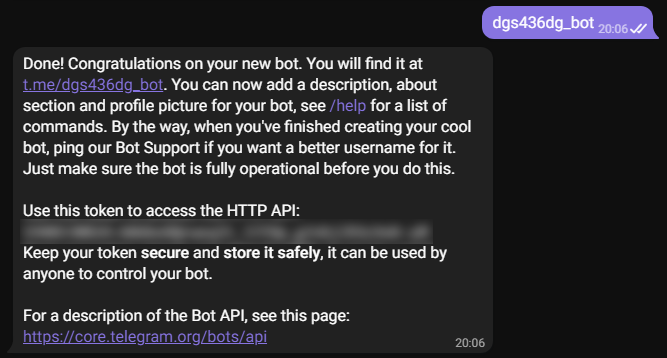 dgs436dg_bot 20:06
Done! Congratulations on your new bot. You will find it at
t.me/dgs436dg_bot. You can now add a description, about
section and profile picture for your bot, see /help for a list of
commands. By the way, when you've finished creating your cool
bot, ping our Bot Support if you want a better username for it.
Just make sure the bot is fully operational before you do this.
Use this token to access the HTTP API:
Keep your token secure and store it safely, it can be used by
anyone to control your bot.
For a description of the Bot API, see this page:
https://core.telegram.org/bots/api 20:06